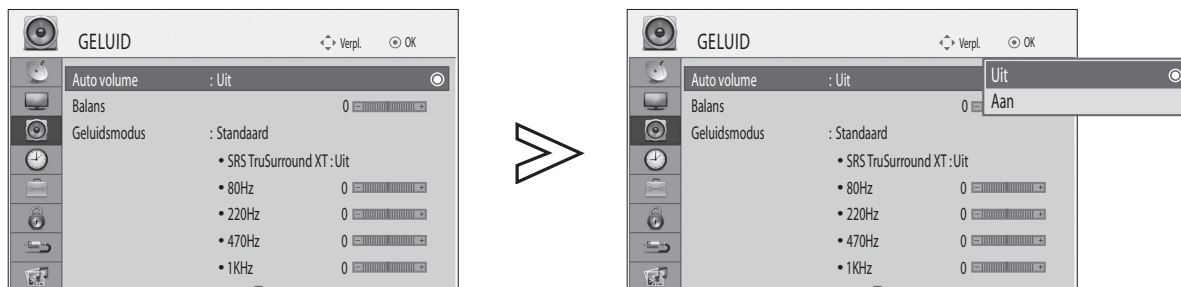 GELUID Verpl. OK
Auto volume : Uit
Balans 0 - +
Geluidsmodus : Standaard
• SRS TruSurround XT : Uit
• 80Hz 0 - +
• 220Hz 0 - +
• 470Hz 0 - +
• 1KHz 0 - +
GELUID Verpl. OK
Auto volume : Uit
Uit
Aan
Balans 0 -
Geluidsmodus : Standaard
• SRS TruSurround XT : Uit
• 80Hz 0 - +
• 220Hz 0 - +
• 470Hz 0 - +
• 1KHz 0 - +